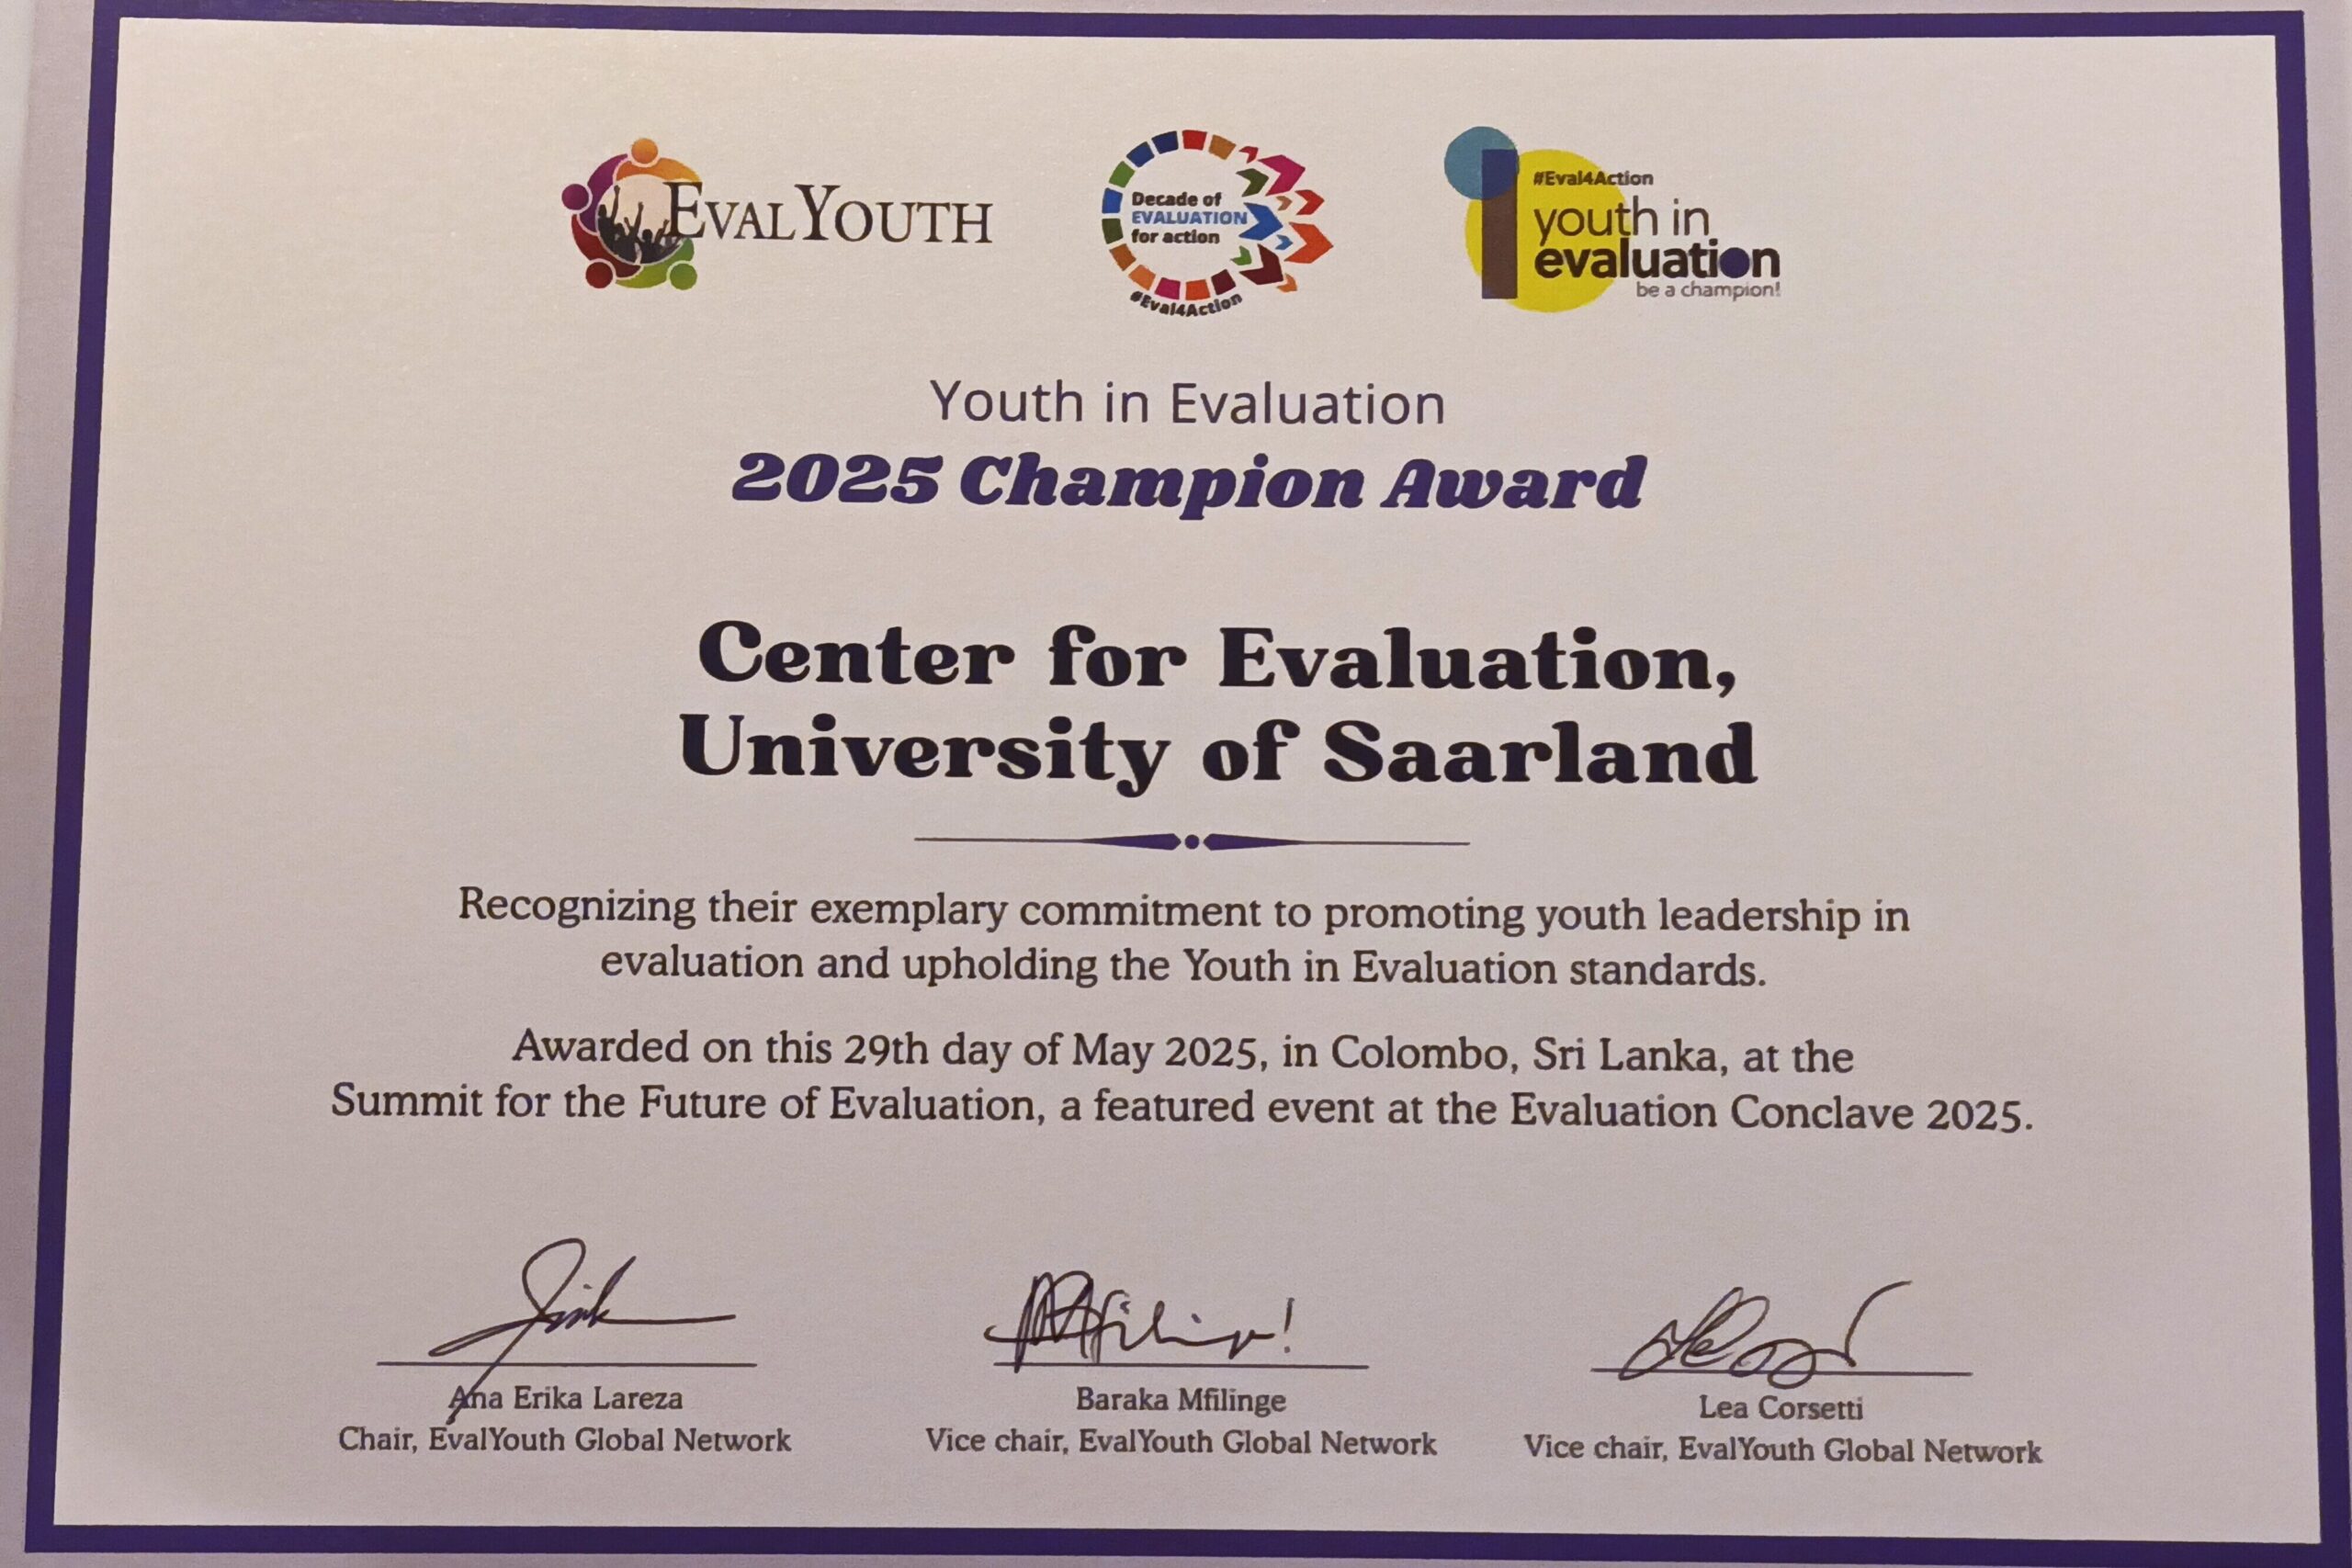 EVALYOUTH
Decade of
EVALUATION
for action
#Eval4Action
#Eval4Action
youth in
evaluation
be a champion!
Youth in Evaluation
2025 Champion Award
Center for Evaluation,
University of Saarland
Recognizing their exemplary commitment to promoting youth leadership in
evaluation and upholding the Youth in Evaluation standards.
Awarded on this 29th day of May 2025, in Colombo, Sri Lanka, at the
Summit for the Future of Evaluation, a featured event at the Evaluation Conclave 2025.
Ana Erika Lareza
Chair, EvalYouth Global Network
Baraka Mfilinge
Vice chair, EvalYouth Global Network
Lea Corsetti
Vice chair, EvalYouth Global Network